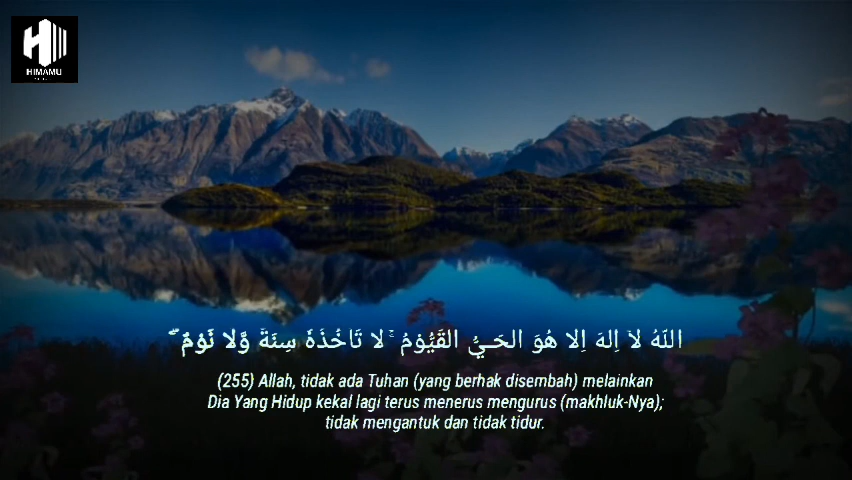 HIMAMU
اللّٰهُ لَآ اِلٰهَ اِلَّا هُوَ الْحَيُّ الْقَيُّوْمُ ۚ لَا تَأْخُذُهٗ سِنَةٌ وَّلَا نَوْمٌ ۗ
(255) Allah, tidak ada Tuhan (yang berhak disembah) melainkan
Dia Yang Hidup kekal lagi terus menerus mengurus (makhluk-Nya);
tidak mengantuk dan tidak tidur.